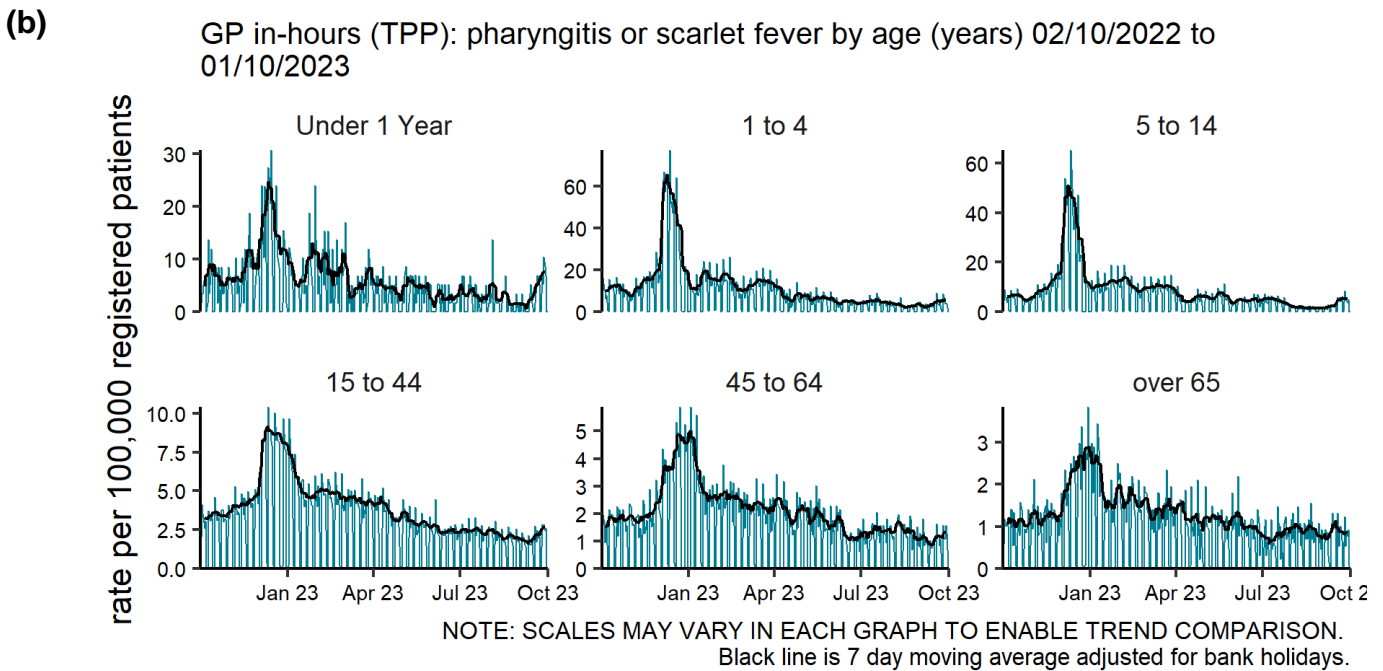 (b)
GP in-hours (TPP): pharyngitis or scarlet fever by age (years) 02/10/2022 to
01/10/2023
rate per 100,000 registered patients
Under 1 Year
1 to 4
5 to 14
30
20
10
0
60
40
20
0
60
40
20
0
15 to 44
45 to 64
over 65
10.0
7.5
5.0
2.5
0.0
5
4
3
2
1
0
3
2
1
0
Jan 23 Apr 23 Jul 23 Oct 23
Jan 23 Apr 23 Jul 23 Oct 23
Jan 23 Apr 23 Jul 23 Oct 2
NOTE: SCALES MAY VARY IN EACH GRAPH TO ENABLE TREND COMPARISON.
Black line is 7 day moving average adjusted for bank holidays.